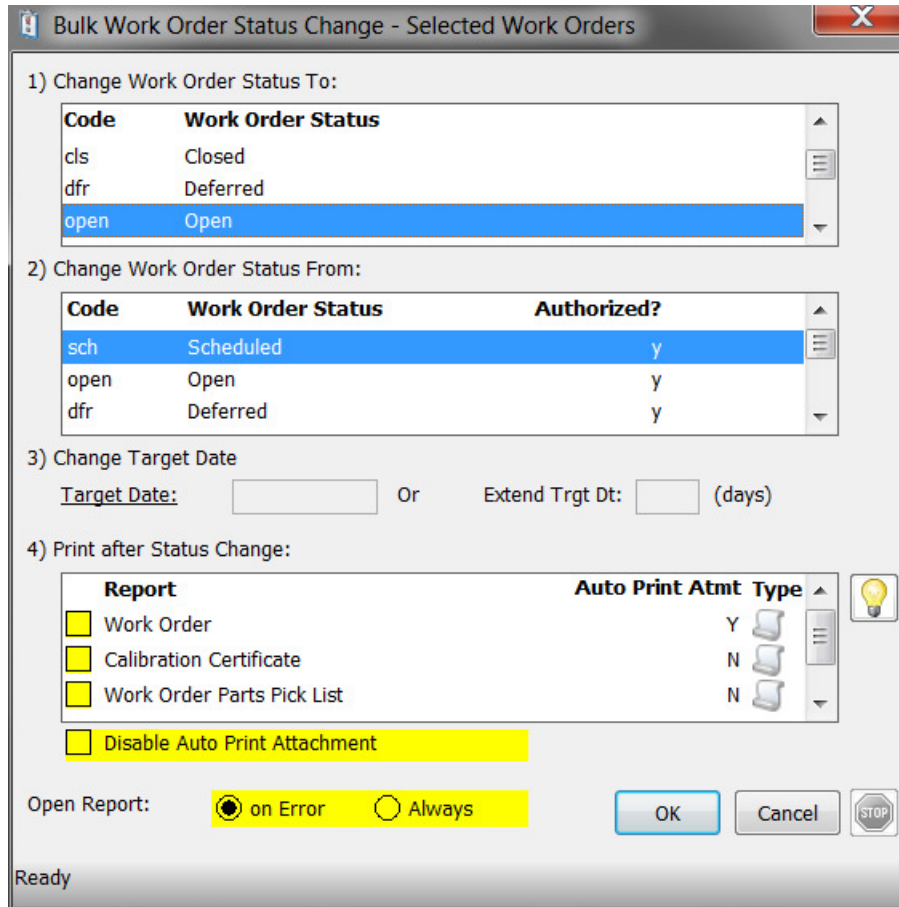 Bulk Work Order Status Change - Selected Work Orders
1) Change Work Order Status To:
Code Work Order Status
cls Closed
dfr Deferred
open Open
2) Change Work Order Status From:
Code Work Order Status Authorized?
sch Scheduled y
open Open y
dfr Deferred y
3) Change Target Date
Target Date: Or Extend Trgt Dt: (days)
4) Print after Status Change:
Report Auto Print Atmt Type
Work Order Y
Calibration Certificate N
Work Order Parts Pick List N
Disable Auto Print Attachment
Open Report: on Error Always OK Cancel STOP
Ready